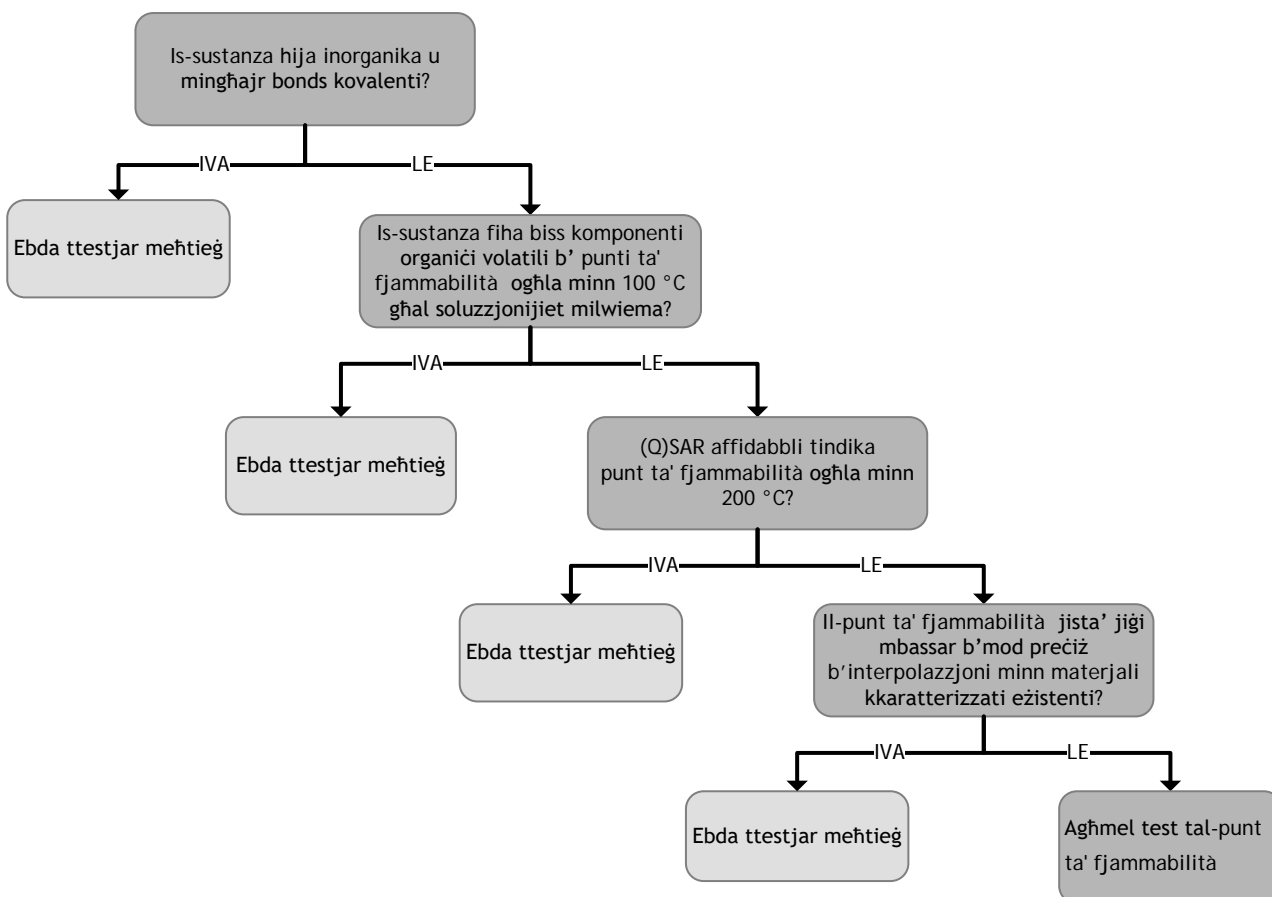 Is-sustanza hija inorganika u
mingħajr bonds kovalenti?
IVA
LE
Ebda ttestjar meħtieġ
Is-sustanza fiha biss komponenti
organiċi volatili b’ punti ta'
fjammabilità ogħla minn 100 °C
għal soluzzjonijiet milwiema?
IVA
LE
Ebda ttestjar meħtieġ
(Q)SAR affidabbli tindika
punt ta' fjammabilità ogħla minn
200 °C?
IVA
LE
Ebda ttestjar meħtieġ
Il-punt ta' fjammabilità jista’ jiġi
mbassar b’mod preċiż
b’interpolazzjoni minn materjali
kkaratterizzati eżistenti?
IVA
LE
Ebda ttestjar meħtieġ
Agħmel test tal-punt
ta' fjammabilità